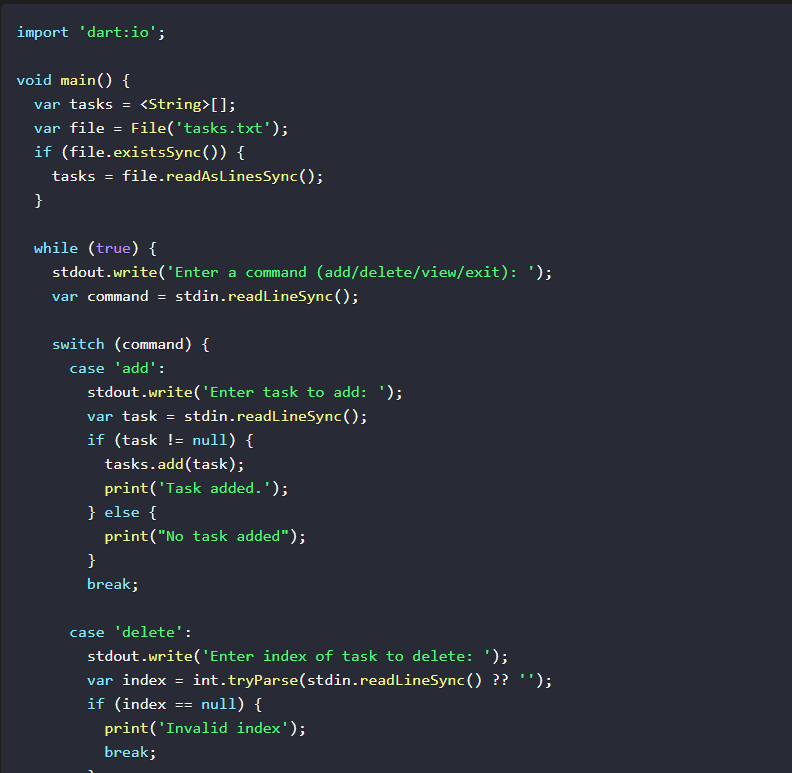 import 'dart:io';

void main() {
  var tasks = <String>[];
  var file = File('tasks.txt');
  if (file.existsSync()) {
    tasks = file.readAsLinesSync();
  }

  while (true) {
    stdout.write('Enter a command (add/delete/view/exit): ');
    var command = stdin.readLineSync();

    switch (command) {
      case 'add':
        stdout.write('Enter task to add: ');
        var task = stdin.readLineSync();
        if (task != null) {
          tasks.add(task);
          print('Task added.');
        } else {
          print("No task added");
        }
        break;

      case 'delete':
        stdout.write('Enter index of task to delete: ');
        var index = int.tryParse(stdin.readLineSync() ?? '');
        if (index == null) {
          print('Invalid index');
          break;